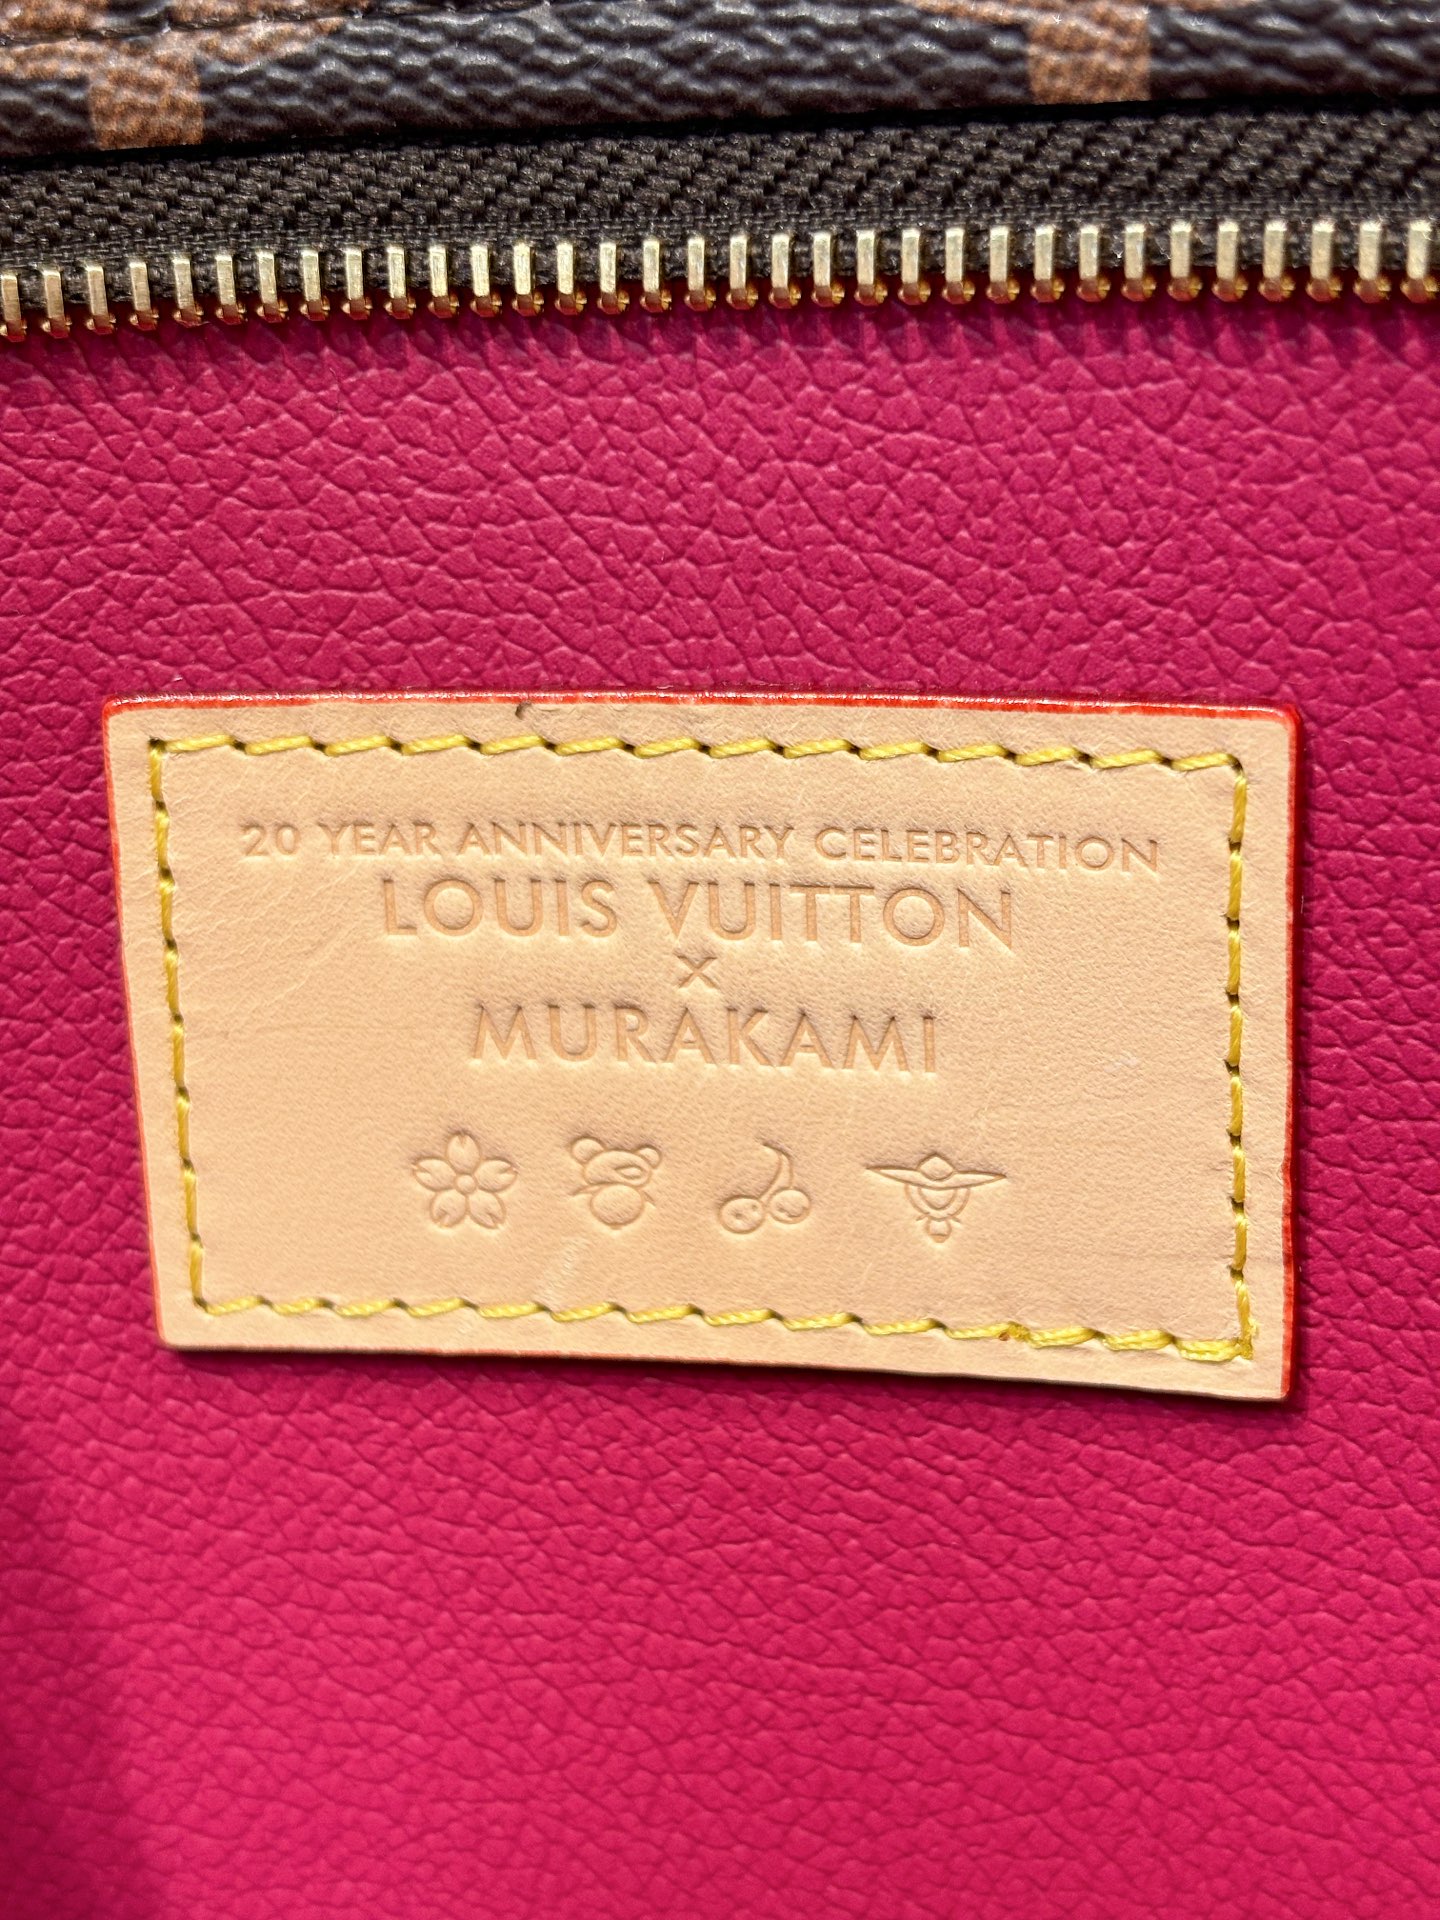 20 YEAR ANNIVERSARY CELEBRATION
LOUIS VUITTON
×
MURAKAMI